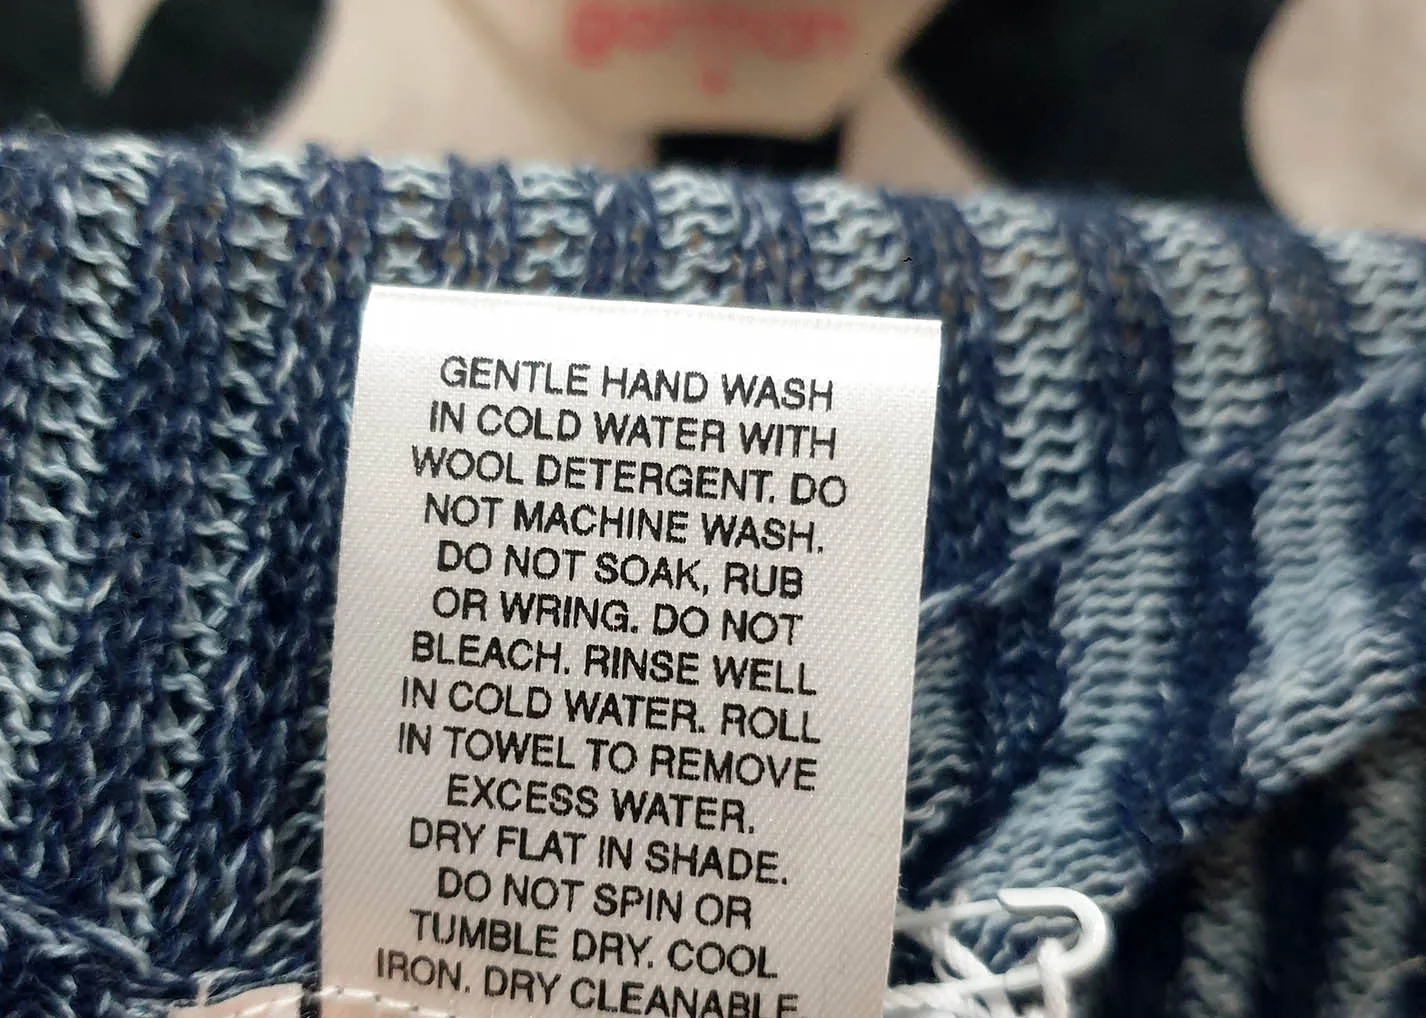 GENTLE HAND WASH
IN COLD WATER WITH
WOOL DETERGENT. DO
NOT MACHINE WASH.
DO NOT SOAK, RUB
OR WRING. DO NOT
BLEACH. RINSE WELL
IN COLD WATER. ROLL
IN TOWEL TO REMOVE
EXCESS WATER.
DRY FLAT IN SHADE.
DO NOT SPIN OR
TUMBLE DRY. COOL
IRON. DRY CLEANABLE.